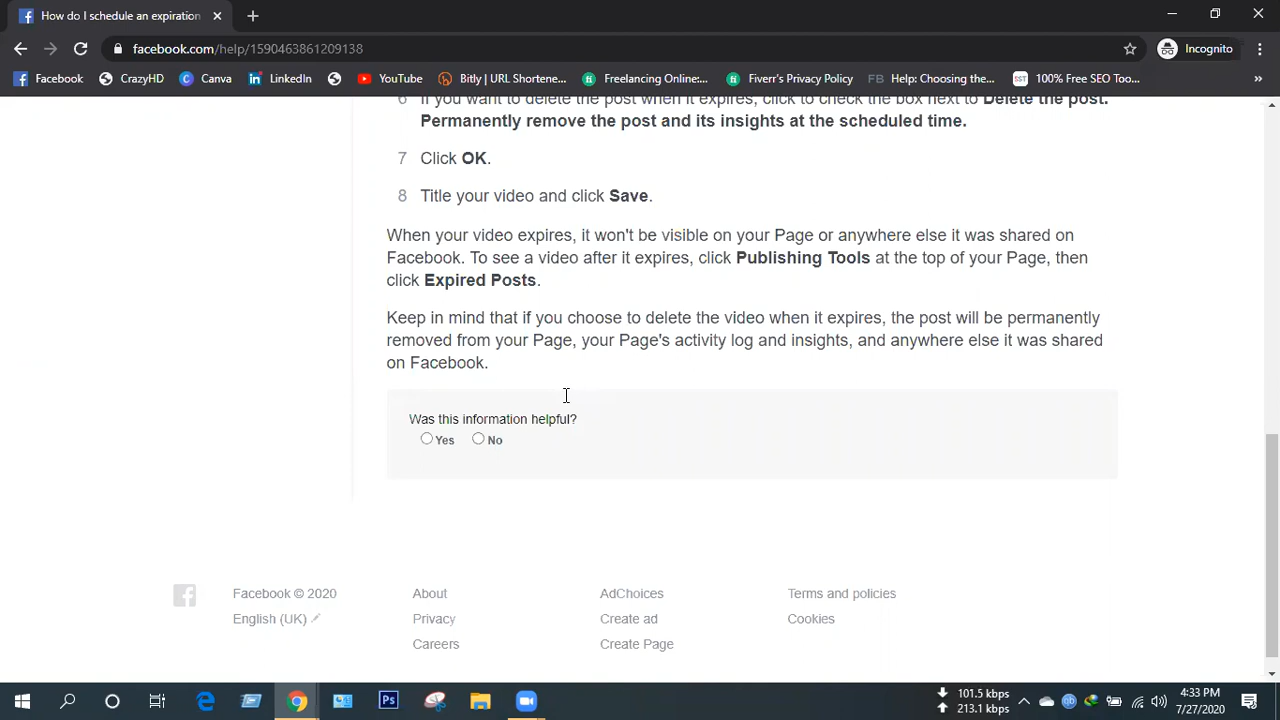 How do I schedule an expiration
facebook.com/help/1590463861209138
Incognito
Facebook CrazyHD Canva LinkedIn YouTube Bitly | URL Shortene... Freelancing Online:... Fiverr's Privacy Policy FB Help: Choosing the... SST 100% Free SEO Too... »
6 If you want to delete the post when it expires, click to check the box next to Delete the post.
Permanently remove the post and its insights at the scheduled time.
7 Click OK.
8 Title your video and click Save.
When your video expires, it won't be visible on your Page or anywhere else it was shared on
Facebook. To see a video after it expires, click Publishing Tools at the top of your Page, then
click Expired Posts.
Keep in mind that if you choose to delete the video when it expires, the post will be permanently
removed from your Page, your Page's activity log and insights, and anywhere else it was shared
on Facebook.
Was this information helpful?
Yes No
Facebook © 2020 About AdChoices Terms and policies
English (UK) Privacy Create ad Cookies
Careers Create Page
101.5 kbps 4:33 PM
213.1 kbps 7/27/2020